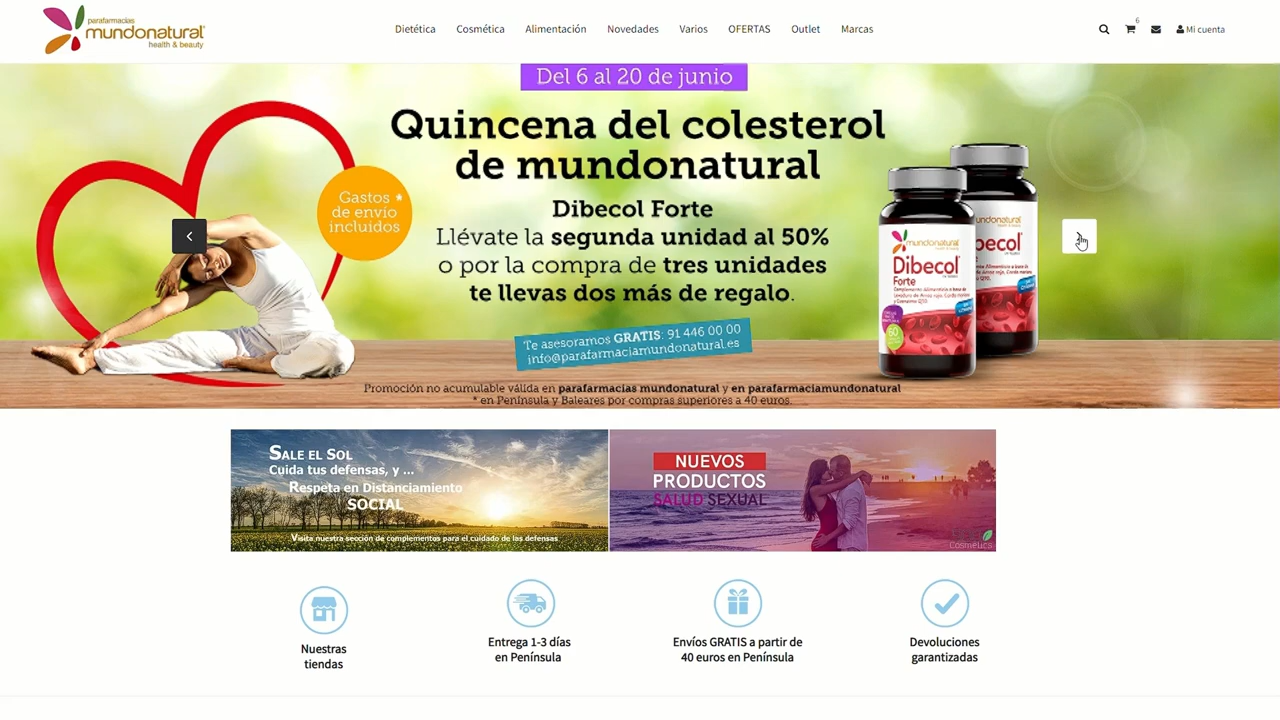 parafarmacias
mundonatural
health & beauty
Dietética Cosmética Alimentación Novedades Varios OFERTAS Outlet Marcas
6
Mi cuenta
Del 6 al 20 de junio
Quincena del colesterol
de mundonatural
Gastos *
de envío
incluidos
Dibecol Forte
Llévate la segunda unidad al 50%
o por la compra de tres unidades
te llevas dos más de regalo.
Te asesoramos GRATIS: 91 446 00 00
info@parafarmaciamundonatural.es
Promoción no acumulable válida en parafarmacias mundonatural y en parafarmaciamundonatural
* en Península y Baleares por compras superiores a 40 euros.
mundonatural
Dibecol
Forte
60
SALE EL SOL
Cuida tus defensas, y ...
Respeta en Distanciamiento
SOCIAL
Visita nuestra sección de complementos para el cuidado de las defensas
NUEVOS
PRODUCTOS
SALUD SEXUAL
Cosmética
Nuestras
tiendas
Entrega 1-3 días
en Península
Envíos GRATIS a partir de
40 euros en Península
Devoluciones
garantizadas